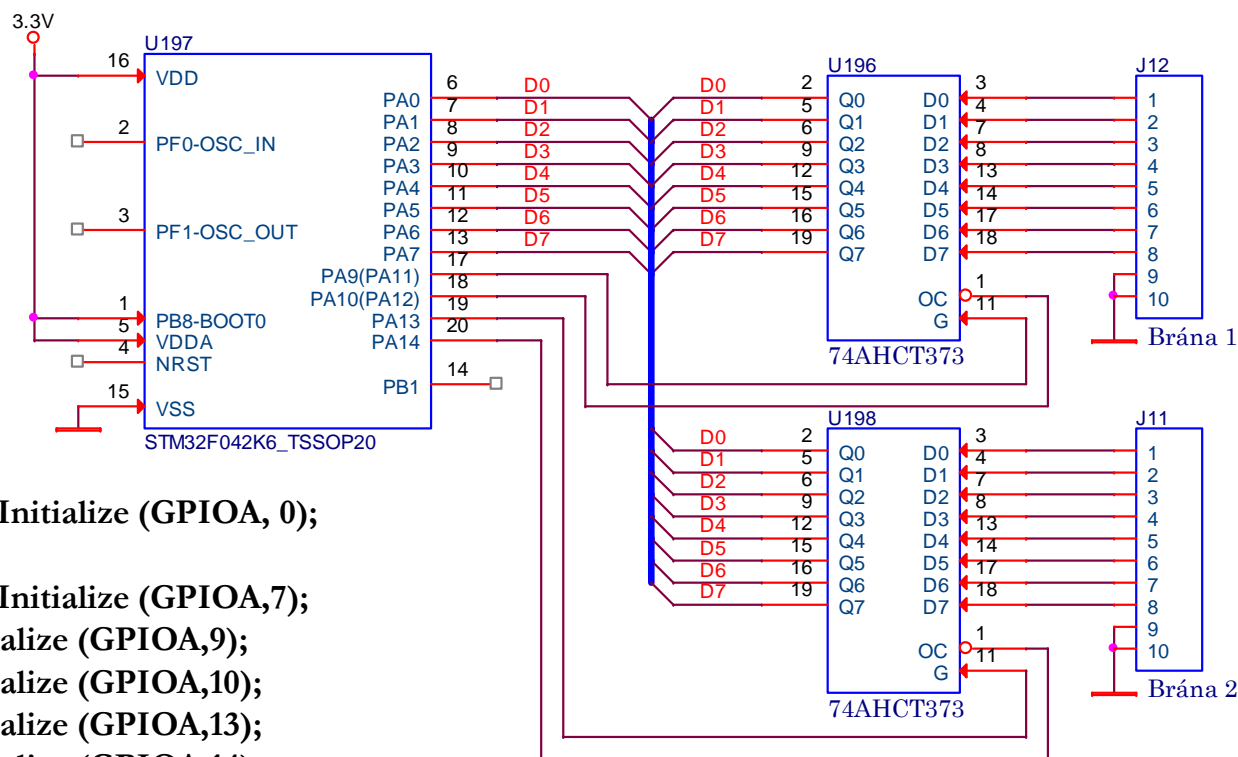 3.3V
U197
16
VDD
2
PF0-OSC_IN
3
PF1-OSC_OUT
1
PB8-BOOT0
5
VDDA
4
NRST
15
VSS
STM32F042K6_TSSOP20
PA0
6
D0
PA1
7
D1
PA2
8
D2
PA3
9
D3
PA4
10
D4
PA5
11
D5
PA6
12
D6
PA7
13
D7
PA9(PA11)
17
PA10(PA12)
18
PA13
19
PA14
20
PB1
14
U196
D0 2 Q0 D0 3
D1 5 Q1 D1 4
D2 6 Q2 D2 7
D3 9 Q3 D3 8
D4 12 Q4 D4 13
D5 15 Q5 D5 14
D6 16 Q6 D6 17
D7 19 Q7 D7 18
OC 1
G 11
74AHCT373
J12
1
2
3
4
5
6
7
8
9
10
Brána 1
U198
D0 2 Q0 D0 3
D1 5 Q1 D1 4
D2 6 Q2 D2 7
D3 9 Q3 D3 8
D4 12 Q4 D4 13
D5 15 Q5 D5 14
D6 16 Q6 D6 17
D7 19 Q7 D7 18
OC 1
G 11
74AHCT373
J11
1
2
3
4
5
6
7
8
9
10
Brána 2
Initialize (GPIOA, 0);
Initialize (GPIOA,7);
alize (GPIOA,9);
alize (GPIOA,10);
alize (GPIOA,13);